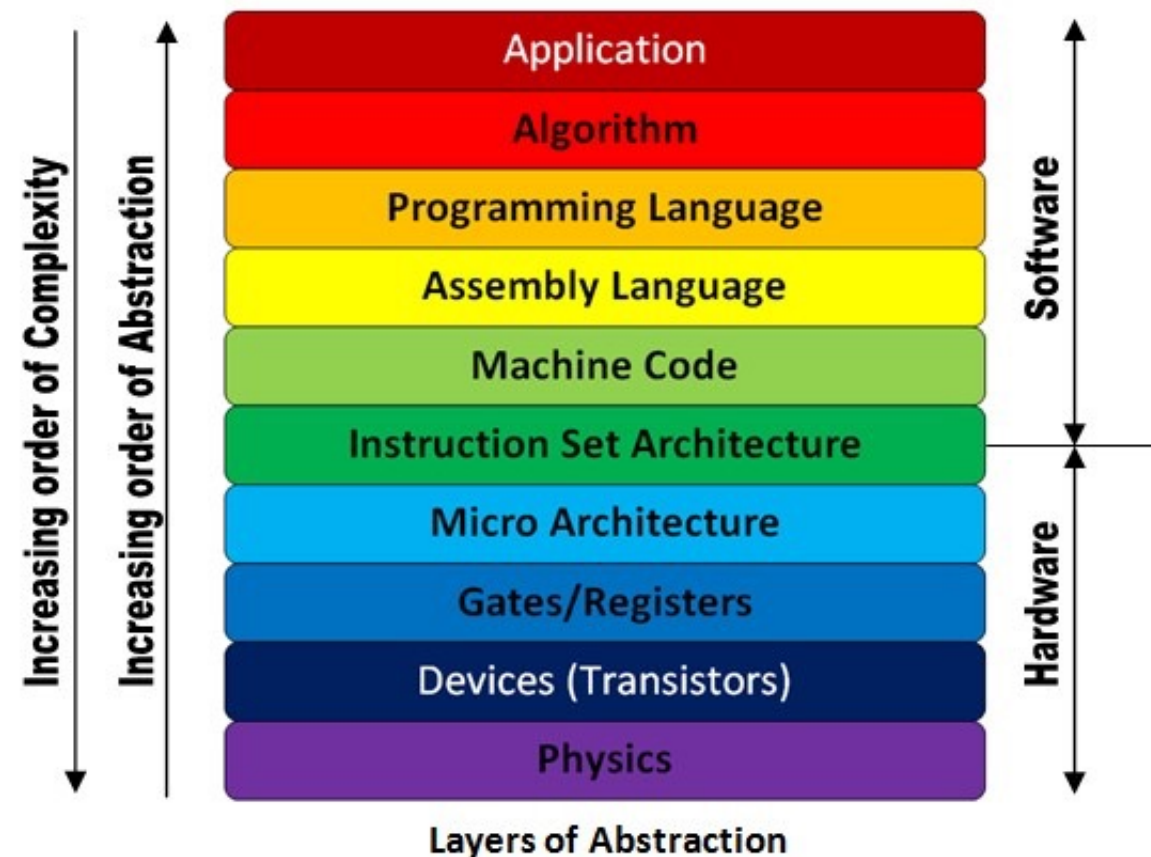 Increasing order of Complexity
Increasing order of Abstraction
Application
Algorithm
Programming Language
Assembly Language
Machine Code
Instruction Set Architecture
Micro Architecture
Gates/Registers
Devices (Transistors)
Physics
Software
Hardware
Layers of Abstraction